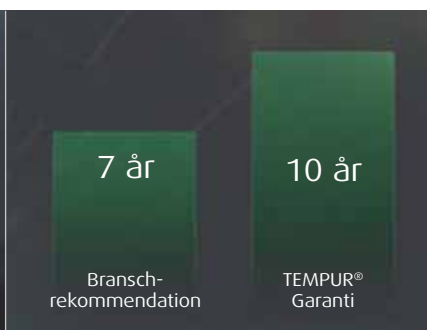 7 år
10 år
Bransch-
rekommendation
TEMPUR®
Garanti